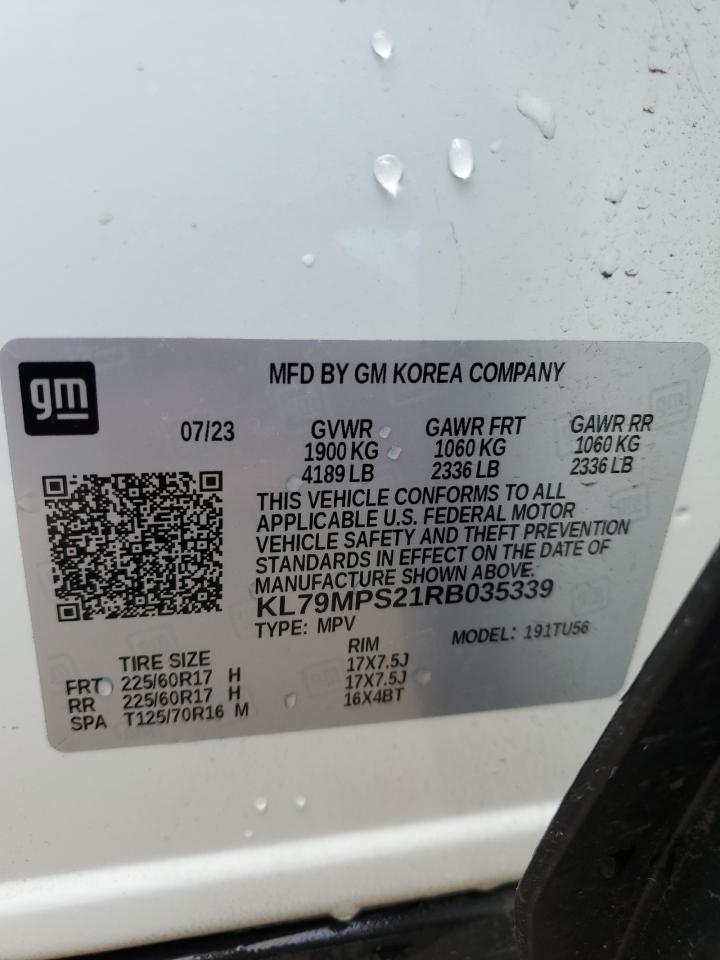 gm
MFD BY GM KOREA COMPANY
07/23
GVWR GAWR FRT GAWR RR
1900 KG 1060 KG 1060 KG
4189 LB 2336 LB 2336 LB
THIS VEHICLE CONFORMS TO ALL
APPLICABLE U.S. FEDERAL MOTOR
VEHICLE SAFETY AND THEFT PREVENTION
STANDARDS IN EFFECT ON THE DATE OF
MANUFACTURE SHOWN ABOVE.
KL79MPS21RB035339
TYPE: MPV MODEL: 191TU56
TIRE SIZE RIM
FRT 225/60R17 H 17X7.5J
RR 225/60R17 H 17X7.5J
SPA T125/70R16 M 16X4BT